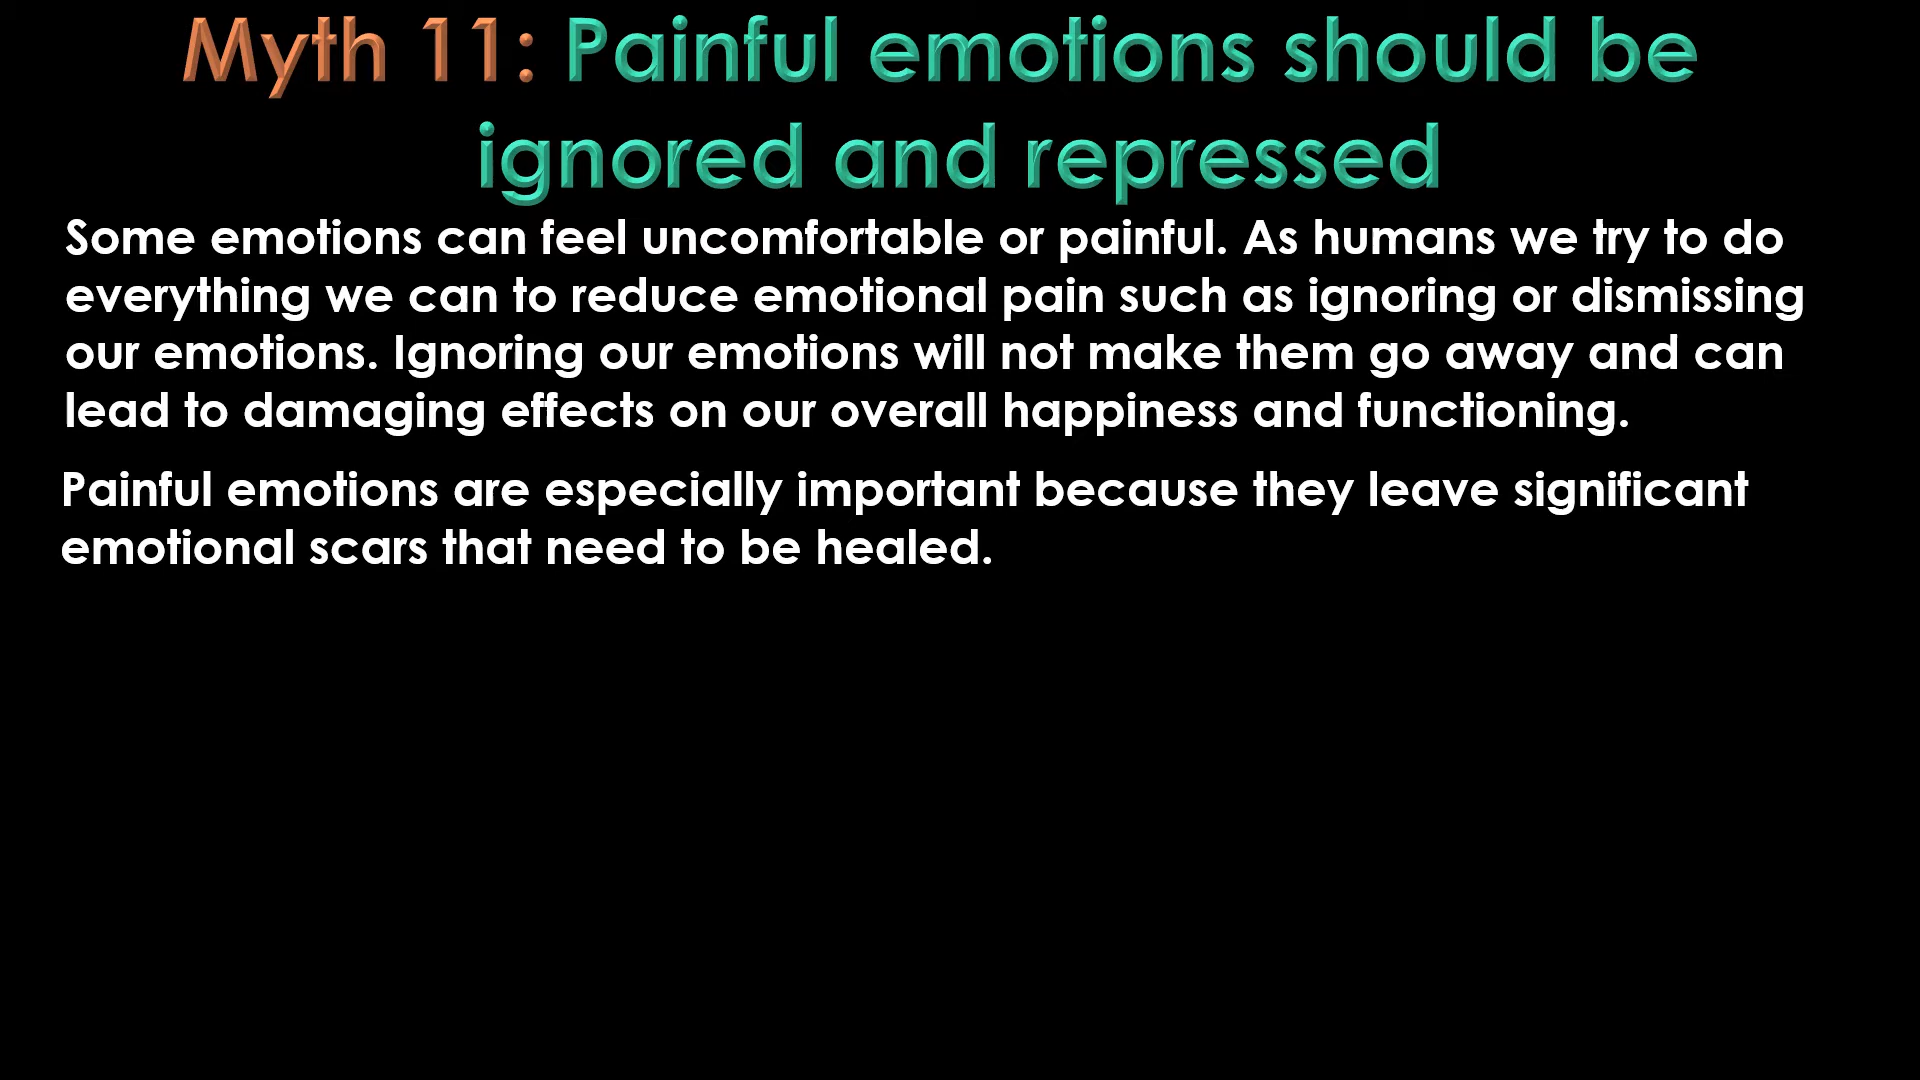 Myth 11: Painful emotions should be
ignored and repressed
Some emotions can feel uncomfortable or painful. As humans we try to do
everything we can to reduce emotional pain such as ignoring or dismissing
our emotions. Ignoring our emotions will not make them go away and can
lead to damaging effects on our overall happiness and functioning.
Painful emotions are especially important because they leave significant
emotional scars that need to be healed.